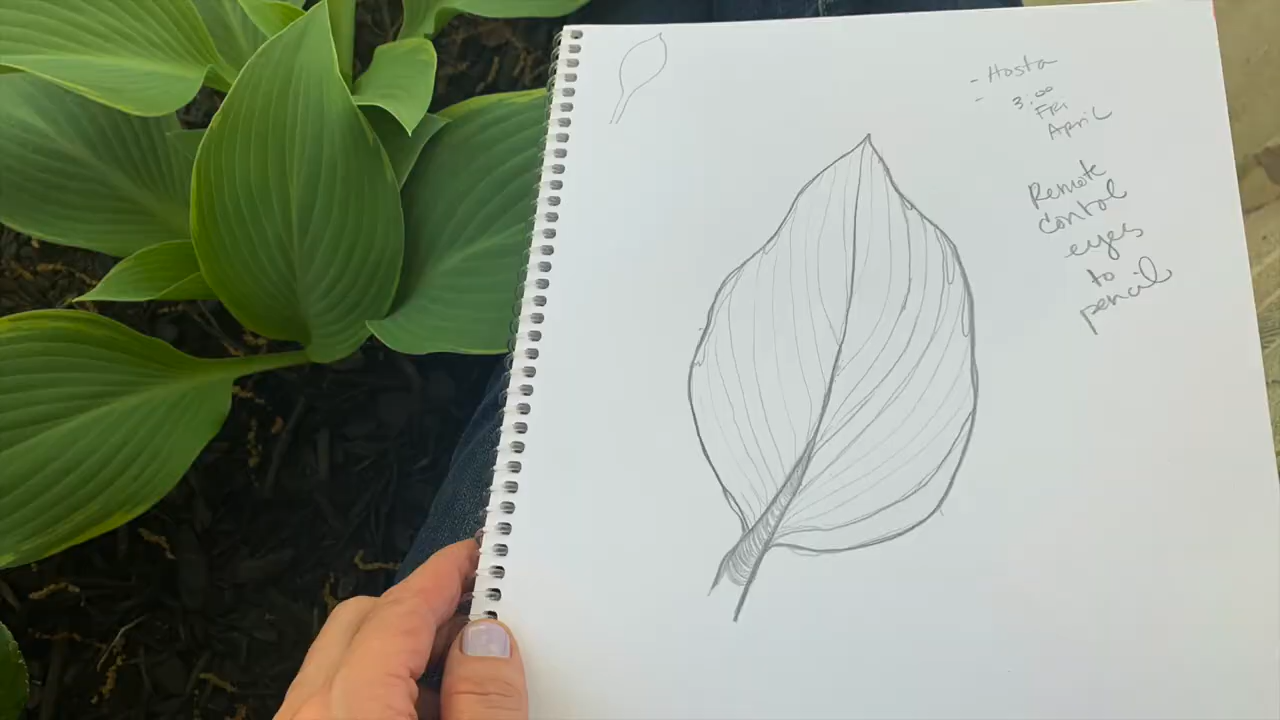 - Hosta
- 3:00
Fri
April
Remote
control
eyes
to
pencil